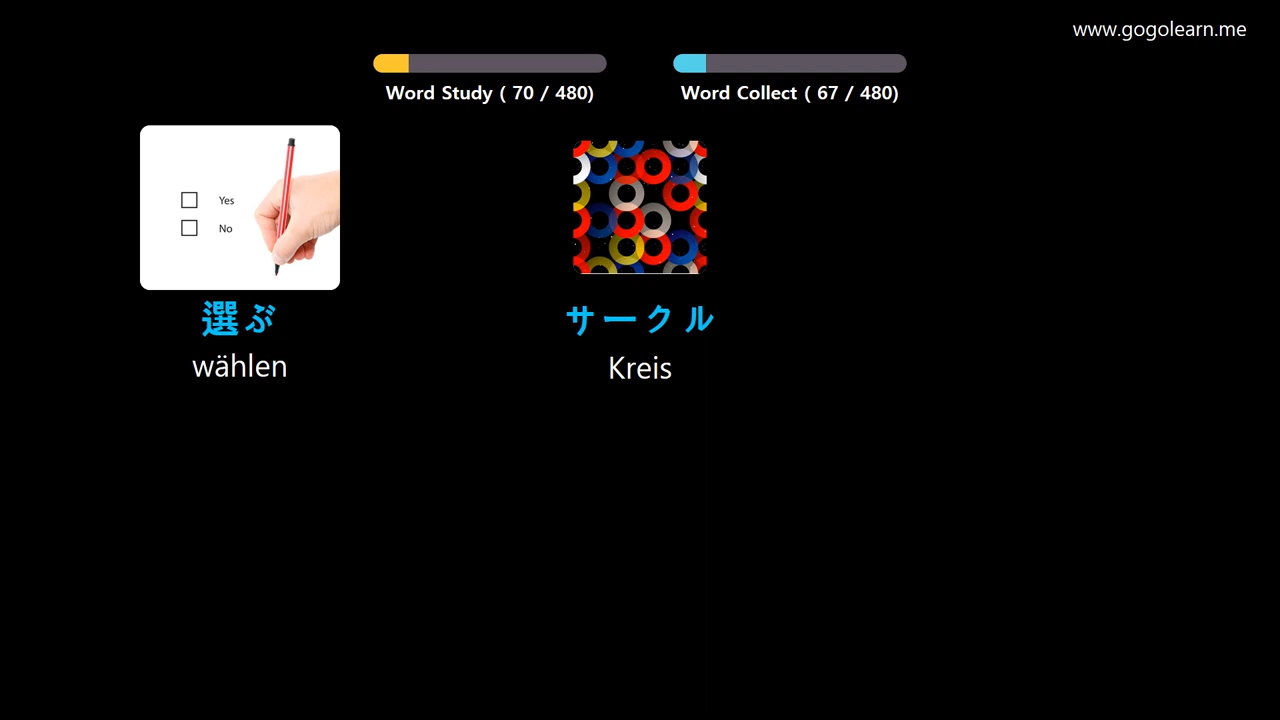 www.gogolearn.me
Word Study ( 70 / 480)
Word Collect ( 67 / 480)
Yes
No
選ぶ
wählen
サークル
Kreis